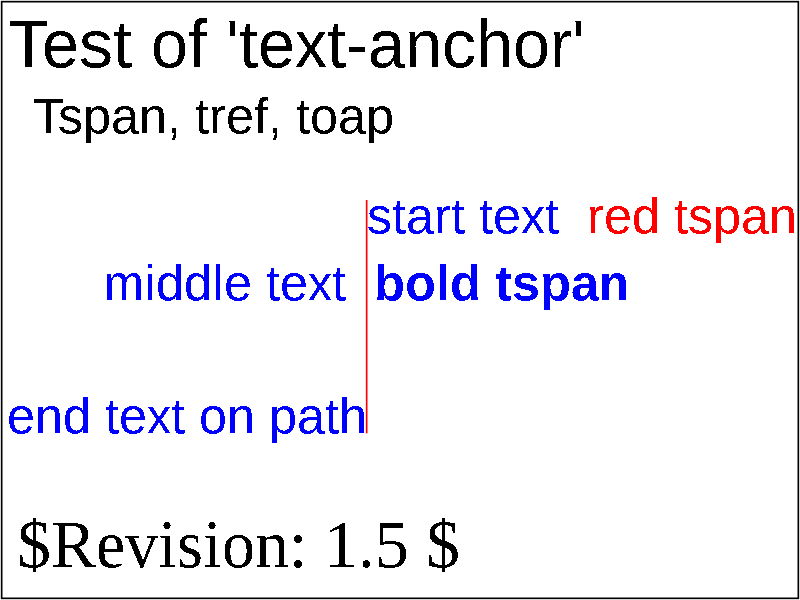 Test of 'text-anchor'
Tspan, tref, toap
start text red tspan
middle text bold tspan
end text on path
$Revision: 1.5 $